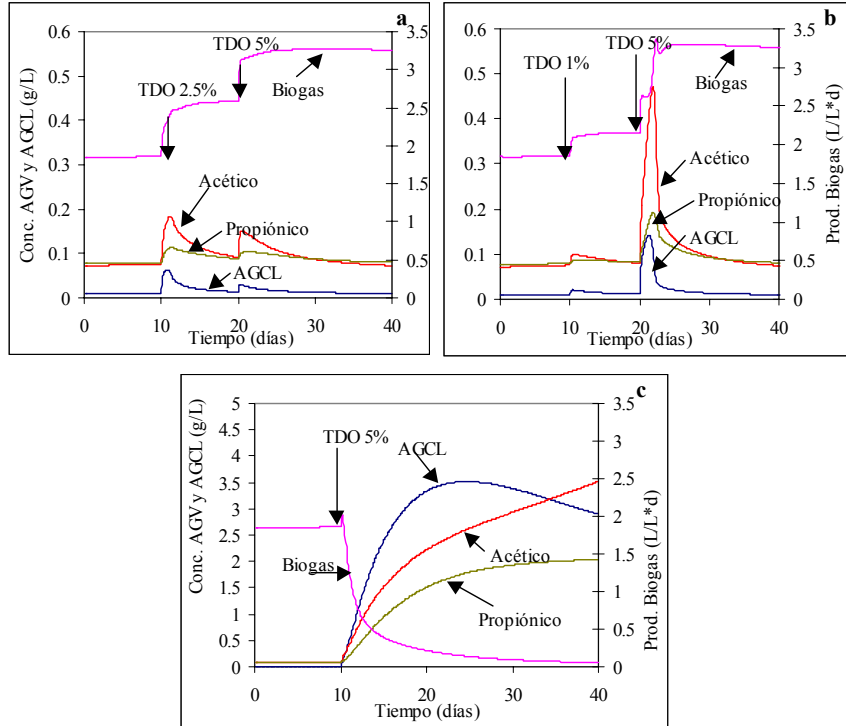 a
Conc. AGV y AGCL (g/L)
0.6
0.5
0.4
0.3
0.2
0.1
0
3.5
3
2.5
2
1.5
1
0.5
0
TDO 5%
TDO 2.5%
Biogas
Acético
Propiónico
AGCL
0 10 20 30 40
Tiempo (días)
b
0.6
0.5
0.4
0.3
0.2
0.1
0
3.5
3
2.5
2
1.5
1
0.5
0
Prod. Biogas (L/L*d)
TDO 5%
TDO 1%
Biogas
Acético
Propiónico
AGCL
0 10 20 30 40
Tiempo (días)
c
Conc. AGV y AGCL (g/L)
5
4.5
4
3.5
3
2.5
2
1.5
1
0.5
0
3.5
3
2.5
2
1.5
1
0.5
0
Prod. Biogas (L/L*d)
TDO 5%
AGCL
Biogas
Acético
Propiónico
0 10 20 30 40
Tiempo (días)